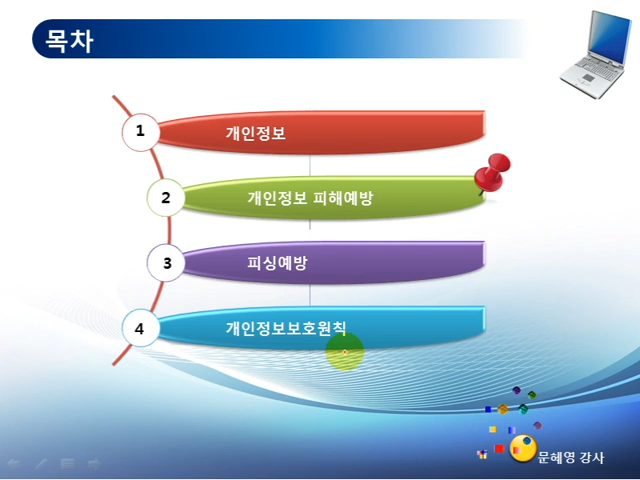 목차
1 개인정보
2 개인정보 피해예방
3 피싱예방
4 개인정보보호원칙
문혜영 강사